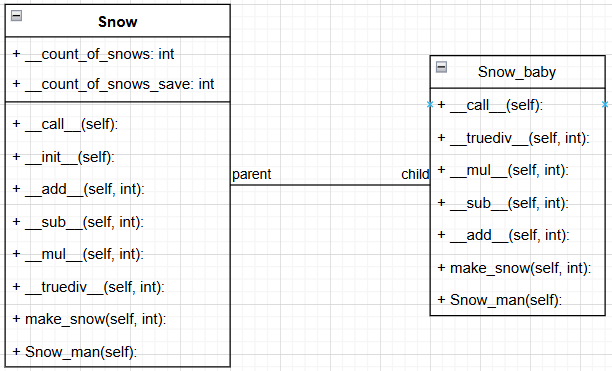 Snow
+ __count_of_snows: int
+ __count_of_snows_save: int
+ __call__(self):
+ __init__(self):
+ __add__(self, int):
+ __sub__(self, int):
+ __mul__(self, int):
+ __truediv__(self, int):
make_snow(self, int):
+ Snow_man(self):
parent
child
Snow_baby
+ __call__(self):
+ __truediv__(self, int):
+ __mul__(self, int):
+ __sub__(self, int):
+ __add__(self, int):
+ make_snow(self, int):
+ Snow_man(self):